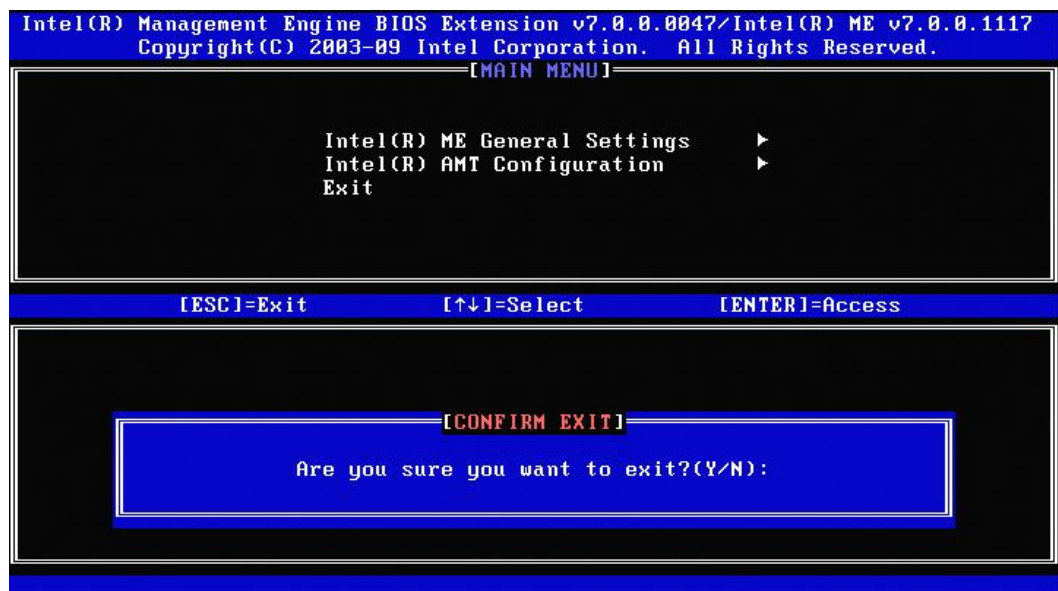 Intel(R) Management Engine BIOS Extension v7.0.0.0047/Intel(R) ME v7.0.0.1117
Copyright(C) 2003-09 Intel Corporation. All Rights Reserved.
[MAIN MENU]
Intel(R) ME General Settings ►
Intel(R) AMT Configuration ►
Exit
[ESC]=Exit [↑↓]=Select [ENTER]=Access
[CONFIRM EXIT]
Are you sure you want to exit?(Y/N):